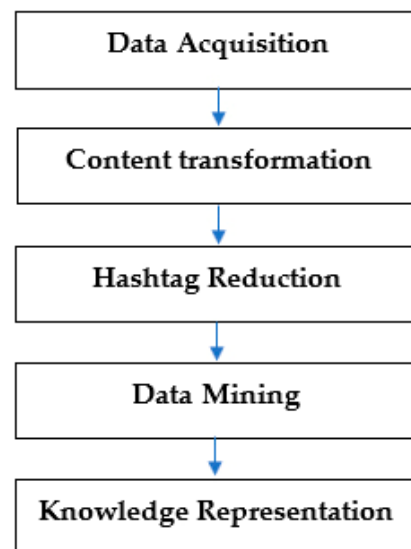 Data Acquisition
Content transformation
Hashtag Reduction
Data Mining
Knowledge Representation